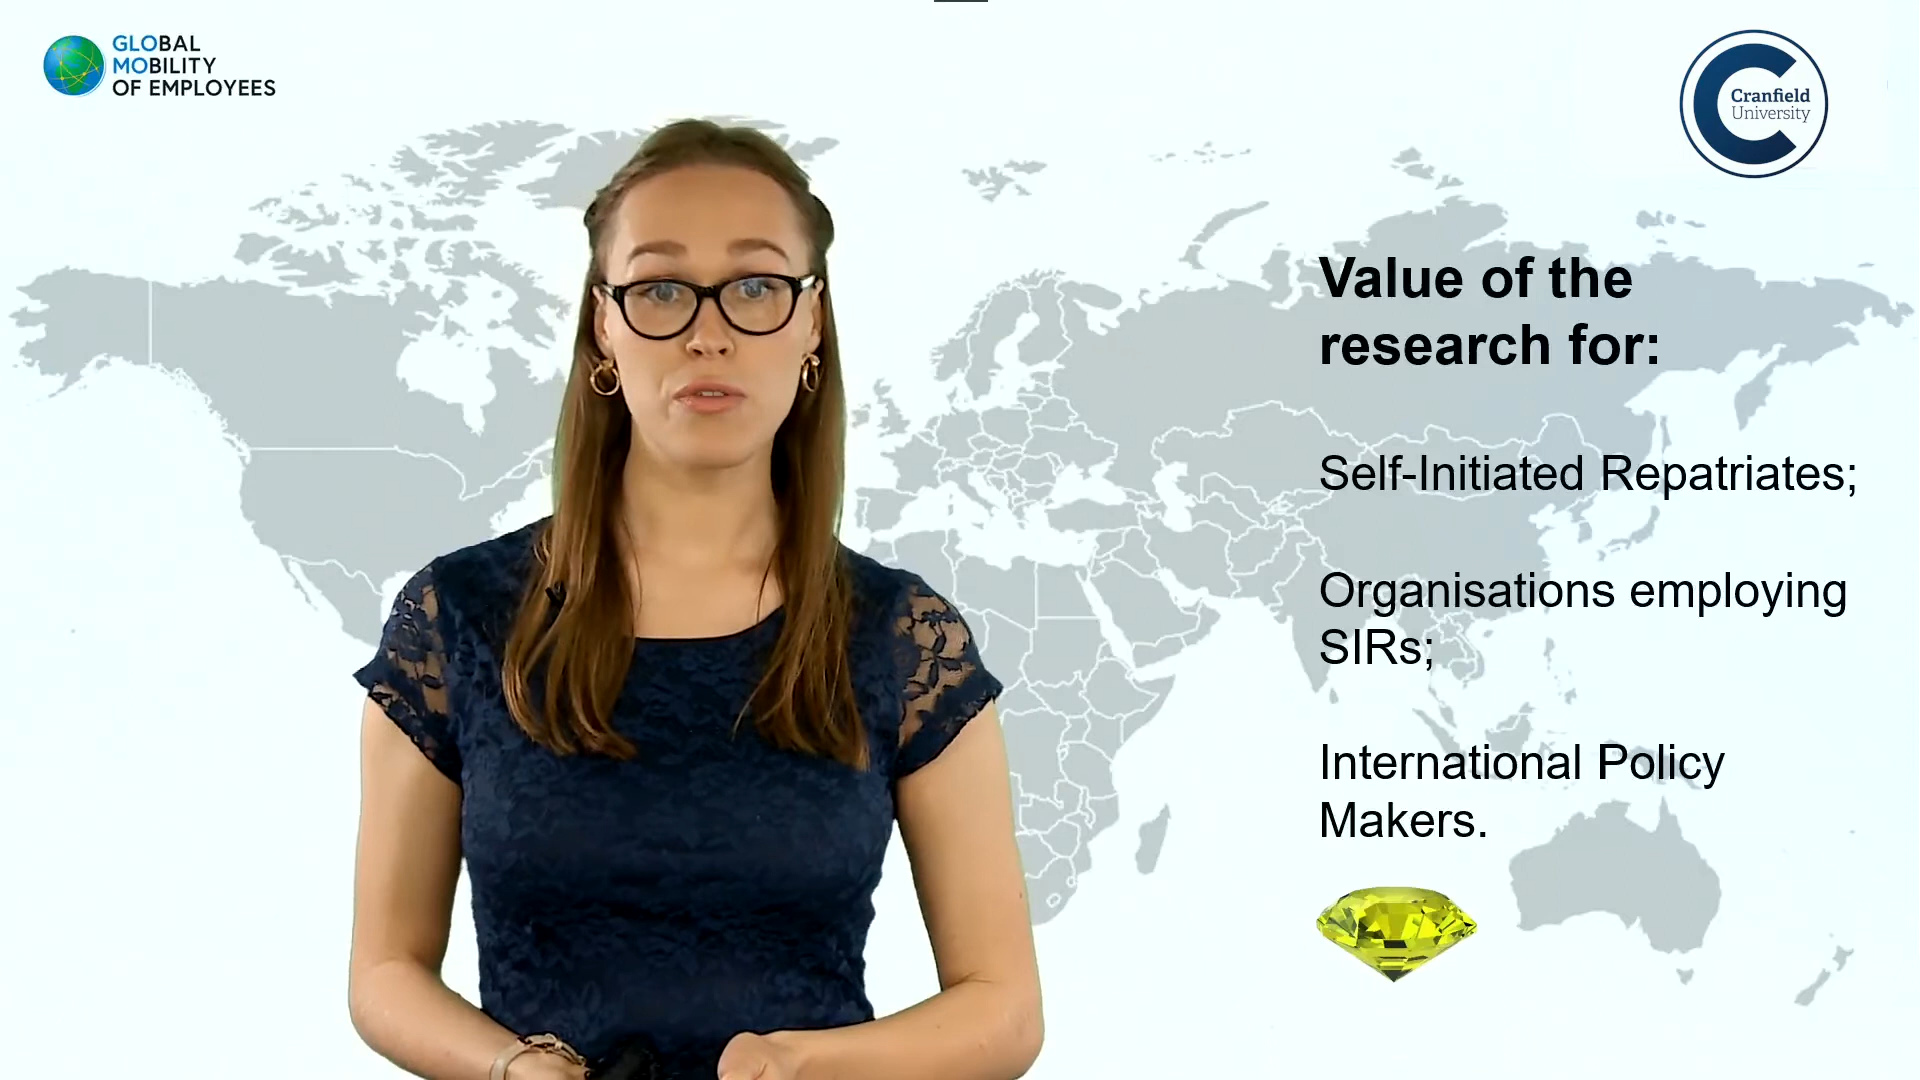 GLOBAL
MOBILITY
OF EMPLOYEES
Cranfield
University
Value of the
research for:
Self-Initiated Repatriates;
Organisations employing
SIRs;
International Policy
Makers.